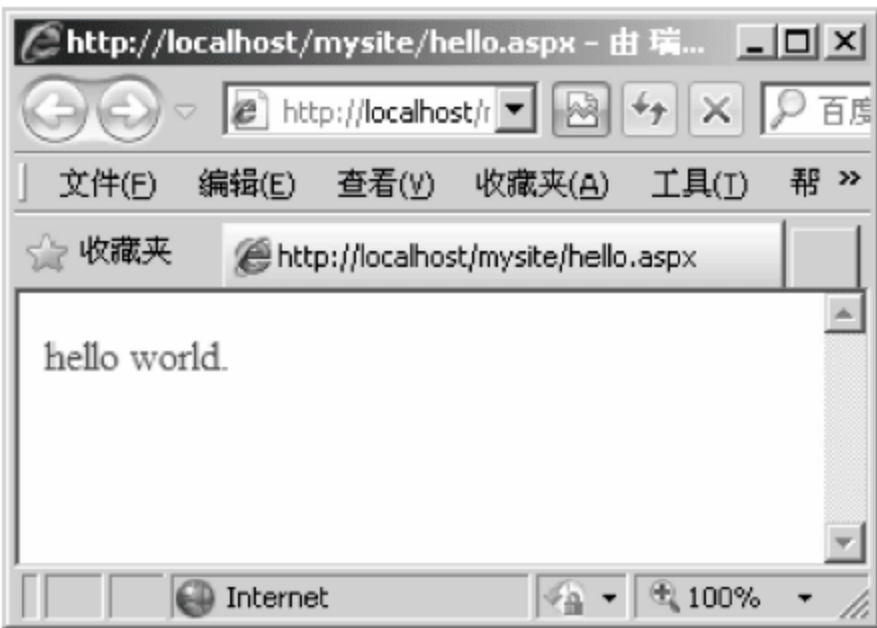 http://localhost/mysite/hello.aspx - 由 瑞...
http://localhost/r
百度
文件(F) 编辑(E) 查看(V) 收藏夹(A) 工具(T) 帮 »
收藏夹 http://localhost/mysite/hello.aspx
hello world.
Internet 100%